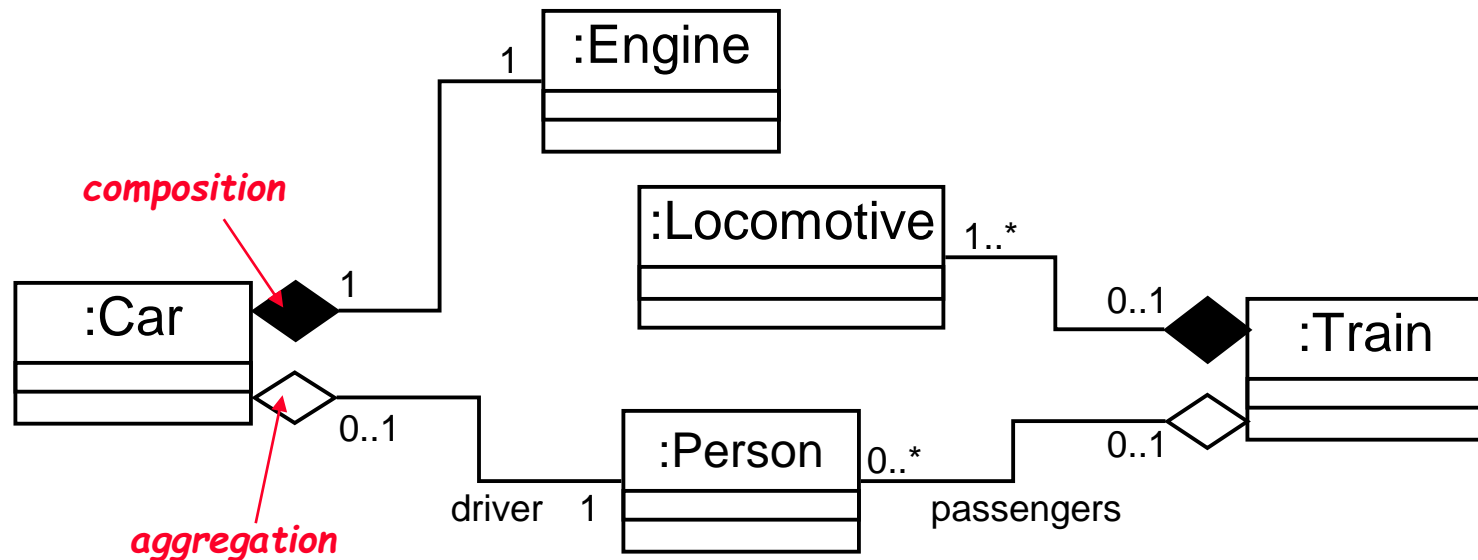 :Engine
1
composition
:Locomotive
1..*
1
0..1
:Car
:Train
0..1
:Person
0..*
0..1
driver 1
passengers
aggregation